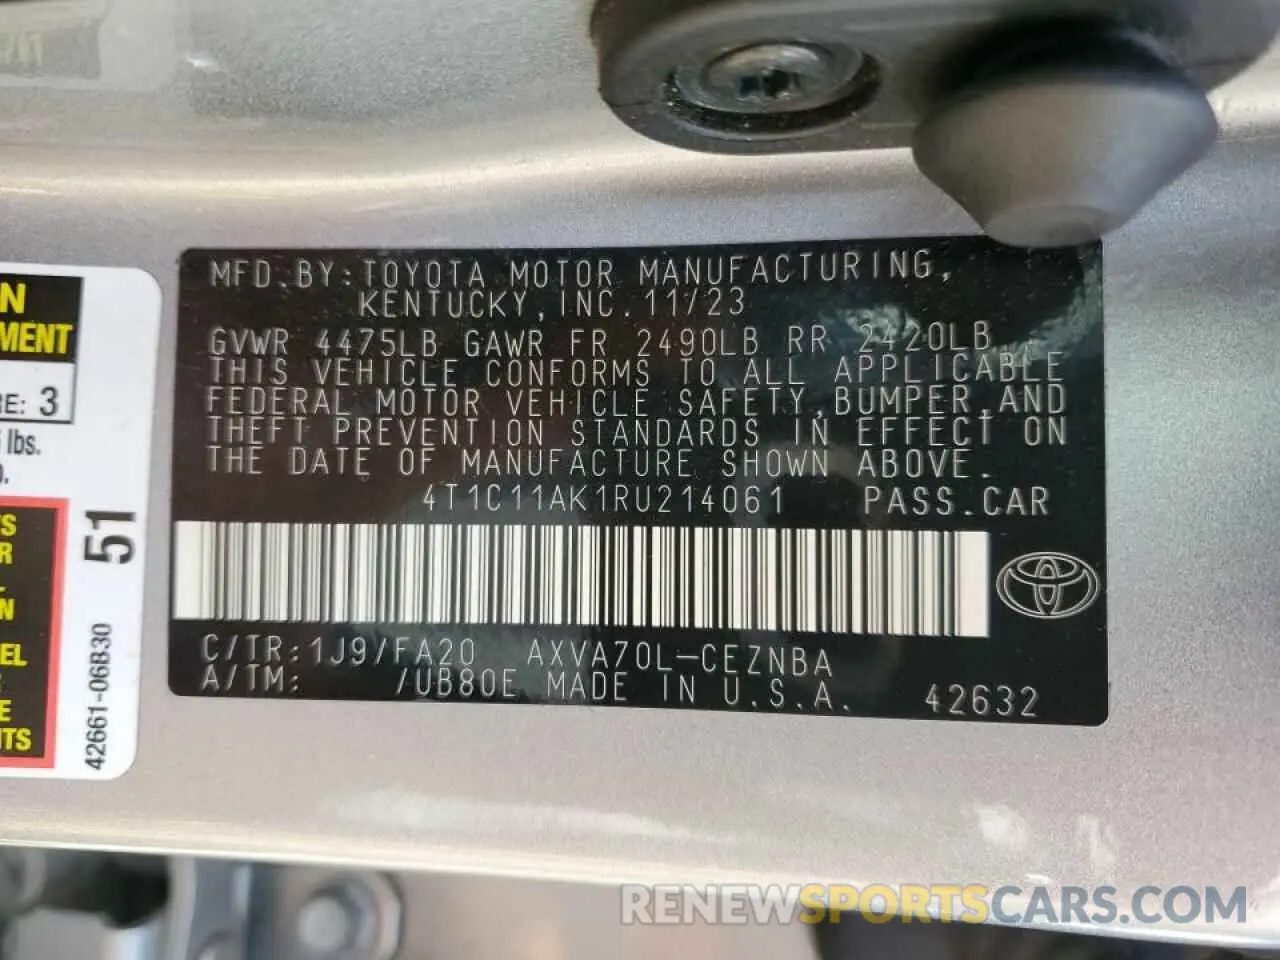 MFD.BY:TOYOTA MOTOR MANUFACTURING,
KENTUCKY, INC. 11/23
GVWR 4475LB GAWR FR 2490LB RR 2420LB
THIS VEHICLE CONFORMS TO ALL APPLICABLE
FEDERAL MOTOR VEHICLE SAFETY, BUMPER, AND
THEFT PREVENTION STANDARDS IN EFFECT ON
THE DATE OF MANUFACTURE SHOWN ABOVE.
4T1C11AK1RU214061 PASS.CAR
C/TR:1J9/FA20 AXVA70L-CEZNBA
A/TM: /UB80E MADE IN U.S.A. 42632
RE: 3
lbs.
51
42661-06B30
RENEWSPORTSCARS.COM